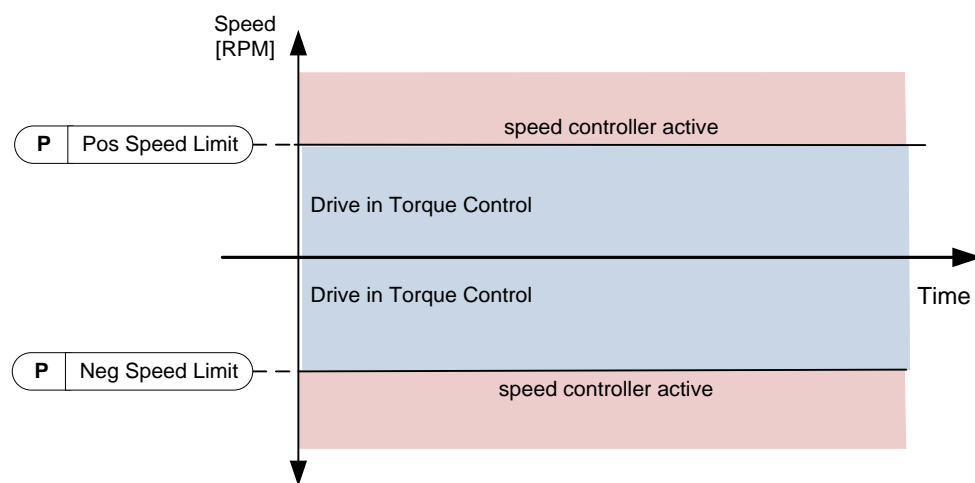 Speed
[RPM]
speed controller active
P Pos Speed Limit
Drive in Torque Control
Drive in Torque Control
Time
P Neg Speed Limit
speed controller active